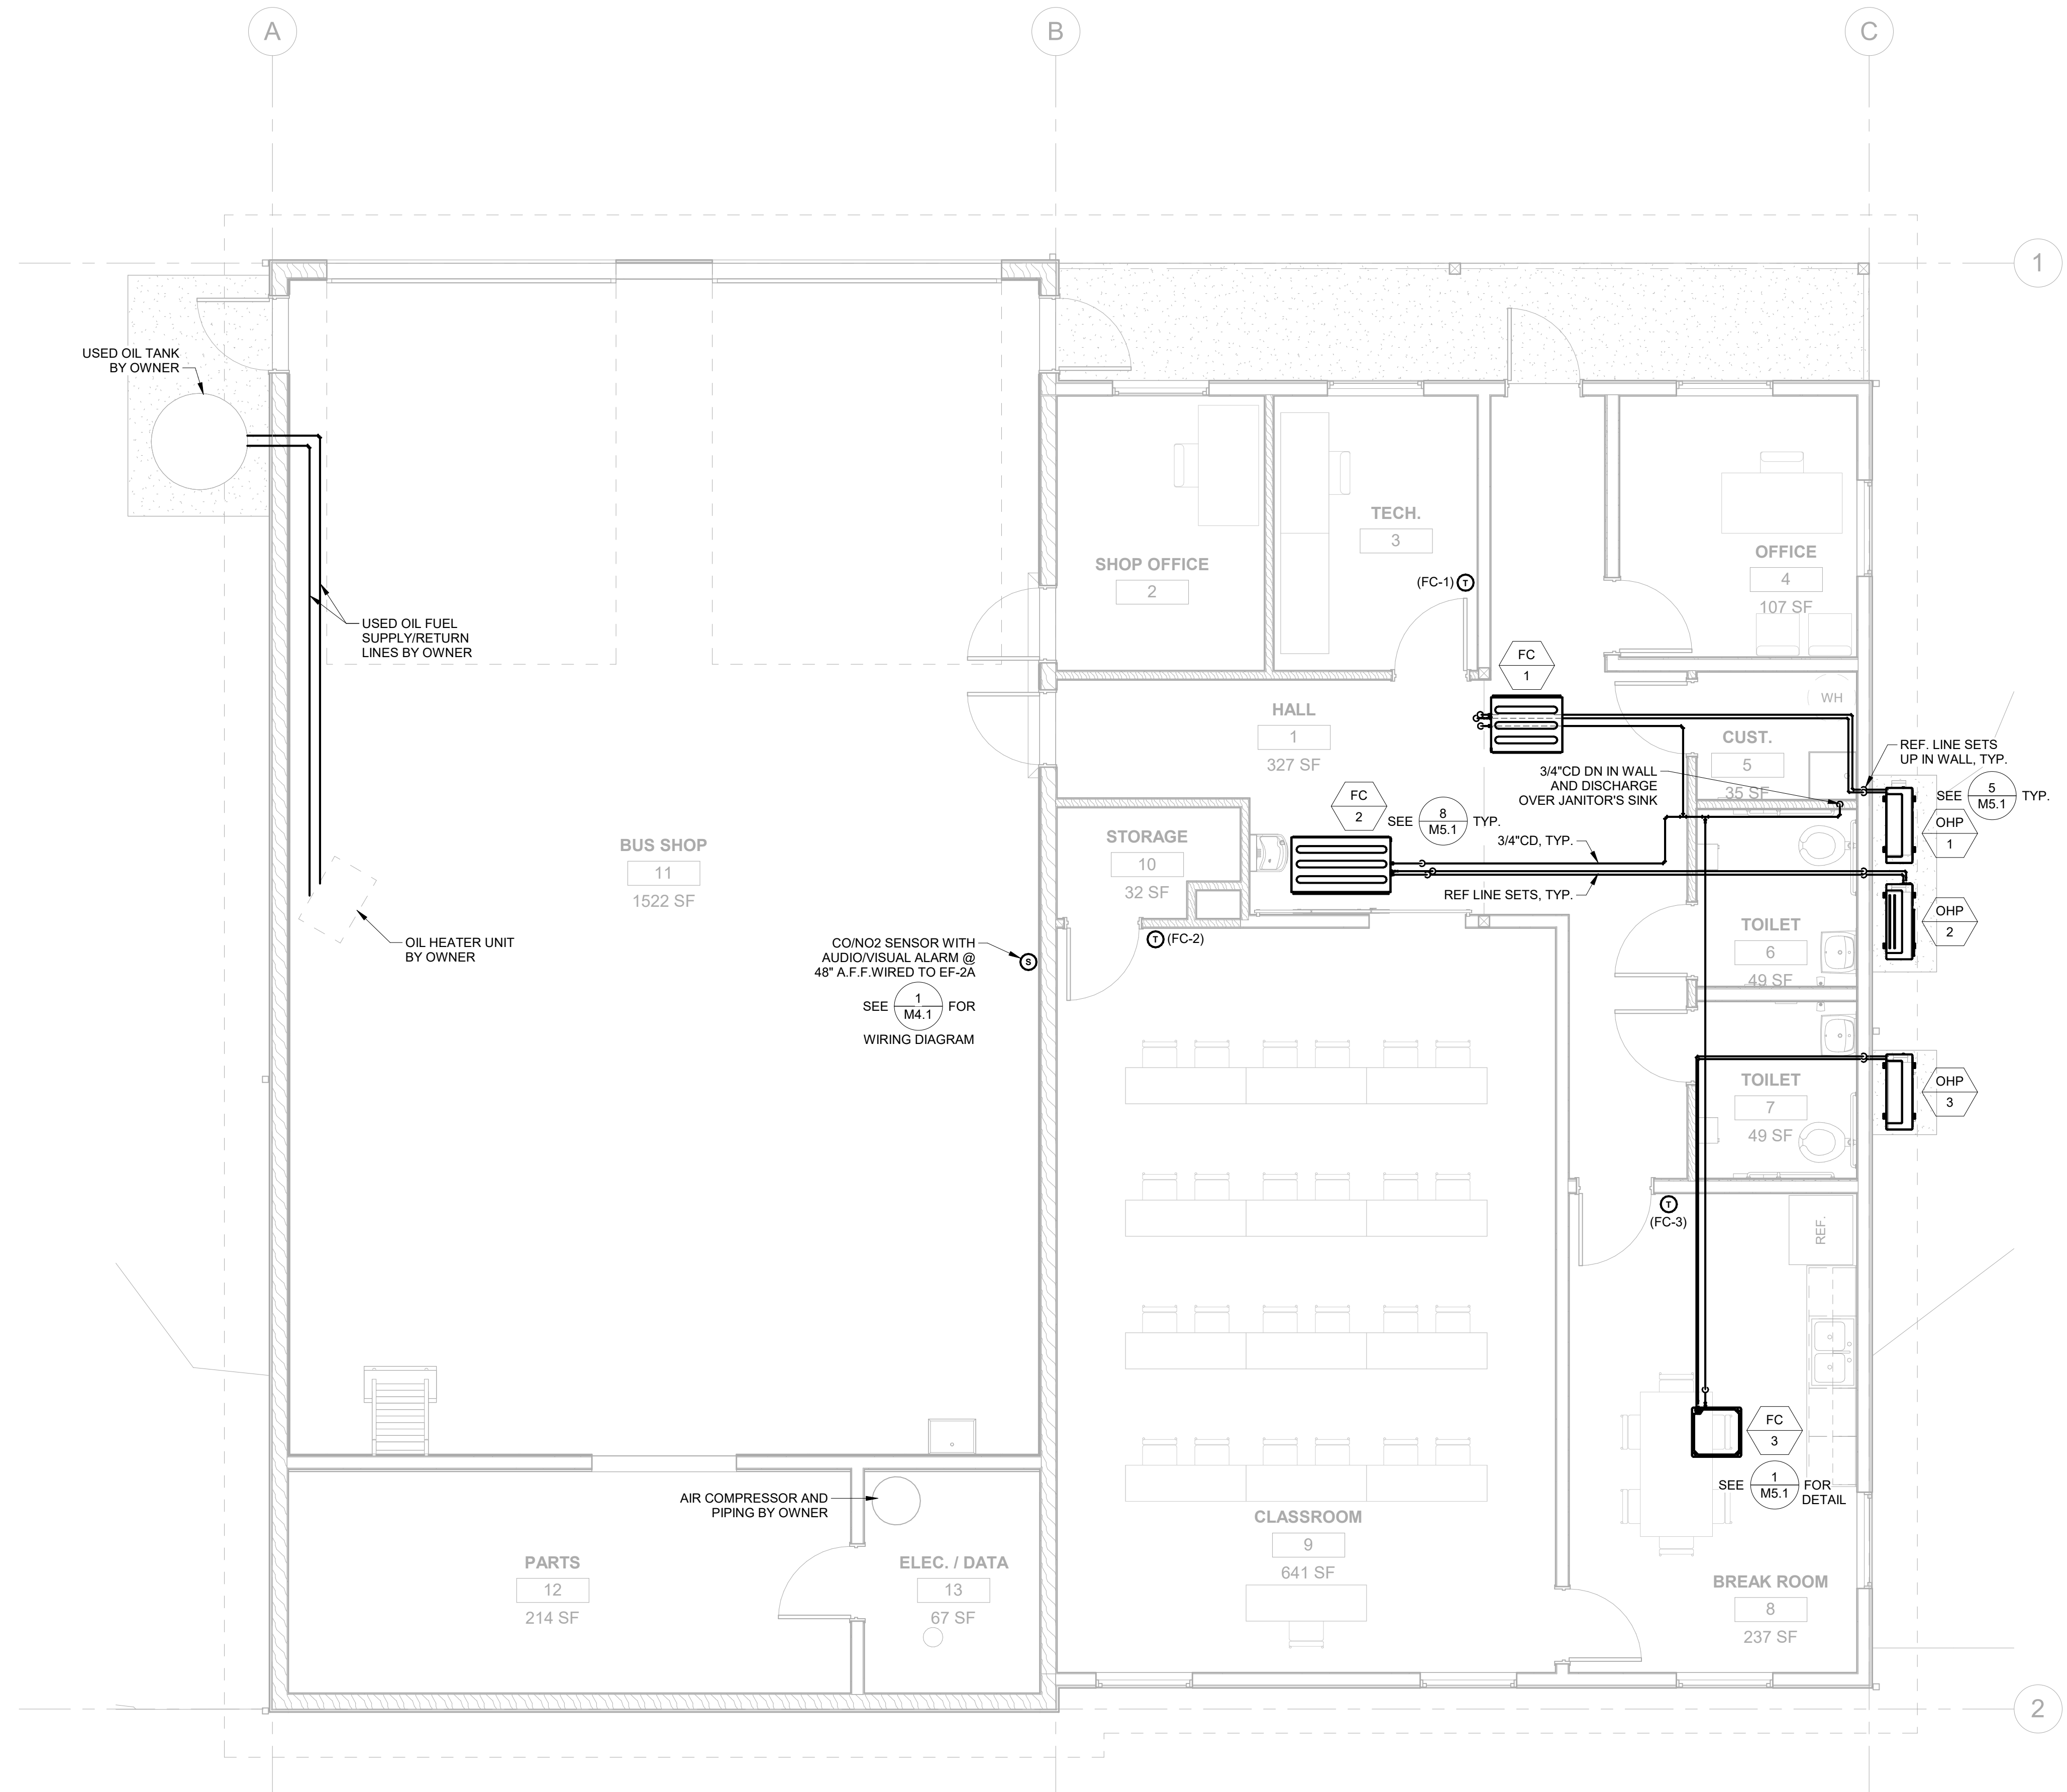 A
B
C
1
USED OIL TANK
BY OWNER
USED OIL FUEL
SUPPLY/RETURN
LINES BY OWNER
OIL HEATER UNIT
BY OWNER
BUS SHOP
11
1522 SF
SHOP OFFICE
2
TECH.
3
(FC-1)
T
OFFICE
4
107 SF
FC
1
HALL
1
327 SF
WH
CUST.
5
35 SF
REF. LINE SETS
UP IN WALL, TYP.
SEE
5
M5.1
TYP.
OHP
1
3/4"CD DN IN WALL
AND DISCHARGE
OVER JANITOR'S SINK
FC
2
SEE
8
M5.1
TYP.
3/4"CD, TYP.
REF LINE SETS, TYP.
STORAGE
10
32 SF
T
(FC-2)
CO/NO2 SENSOR WITH
AUDIO/VISUAL ALARM @
48" A.F.F.WIRED TO EF-2A
S
SEE
1
M4.1
FOR
WIRING DIAGRAM
TOILET
6
49 SF
OHP
2
TOILET
7
49 SF
OHP
3
T
(FC-3)
REF.
FC
3
SEE
1
M5.1
FOR
DETAIL
AIR COMPRESSOR AND
PIPING BY OWNER
PARTS
12
214 SF
ELEC. / DATA
13
67 SF
CLASSROOM
9
641 SF
BREAK ROOM
8
237 SF
2